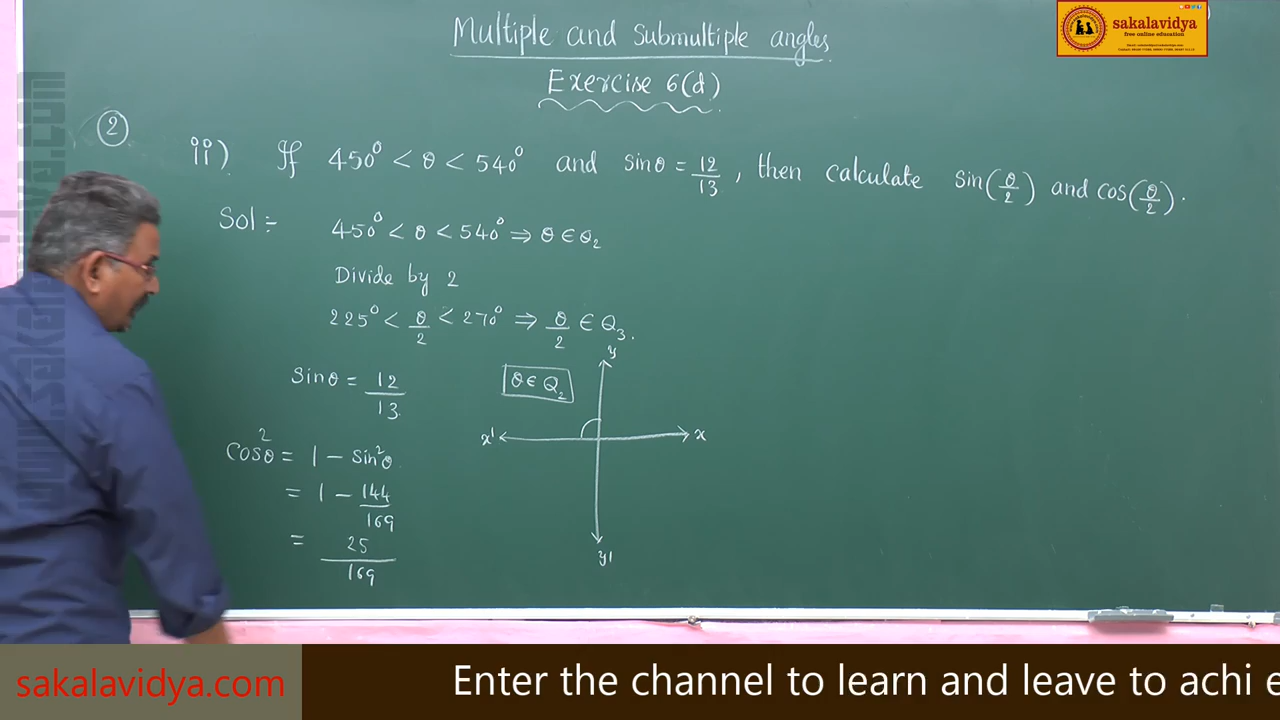 Multiple and Submultiple angles
Exercise 6(d)
sakalavidya
free online education
②
ii) If 450° < θ < 540° and sinθ = 12/13, then calculate sin(θ/2) and cos(θ/2).
Sol:- 450° < θ < 540° ⇒ θ ∈ Q₂
Divide by 2
225° < θ/2 < 270° ⇒ θ/2 ∈ Q₃.
sinθ = 12/13
θ ∈ Q₂
y
x' x
y'
cos²θ = 1 - sin²θ
= 1 - 144/169
= 25/169
sakalavidya.com
Enter the channel to learn and leave to achi e